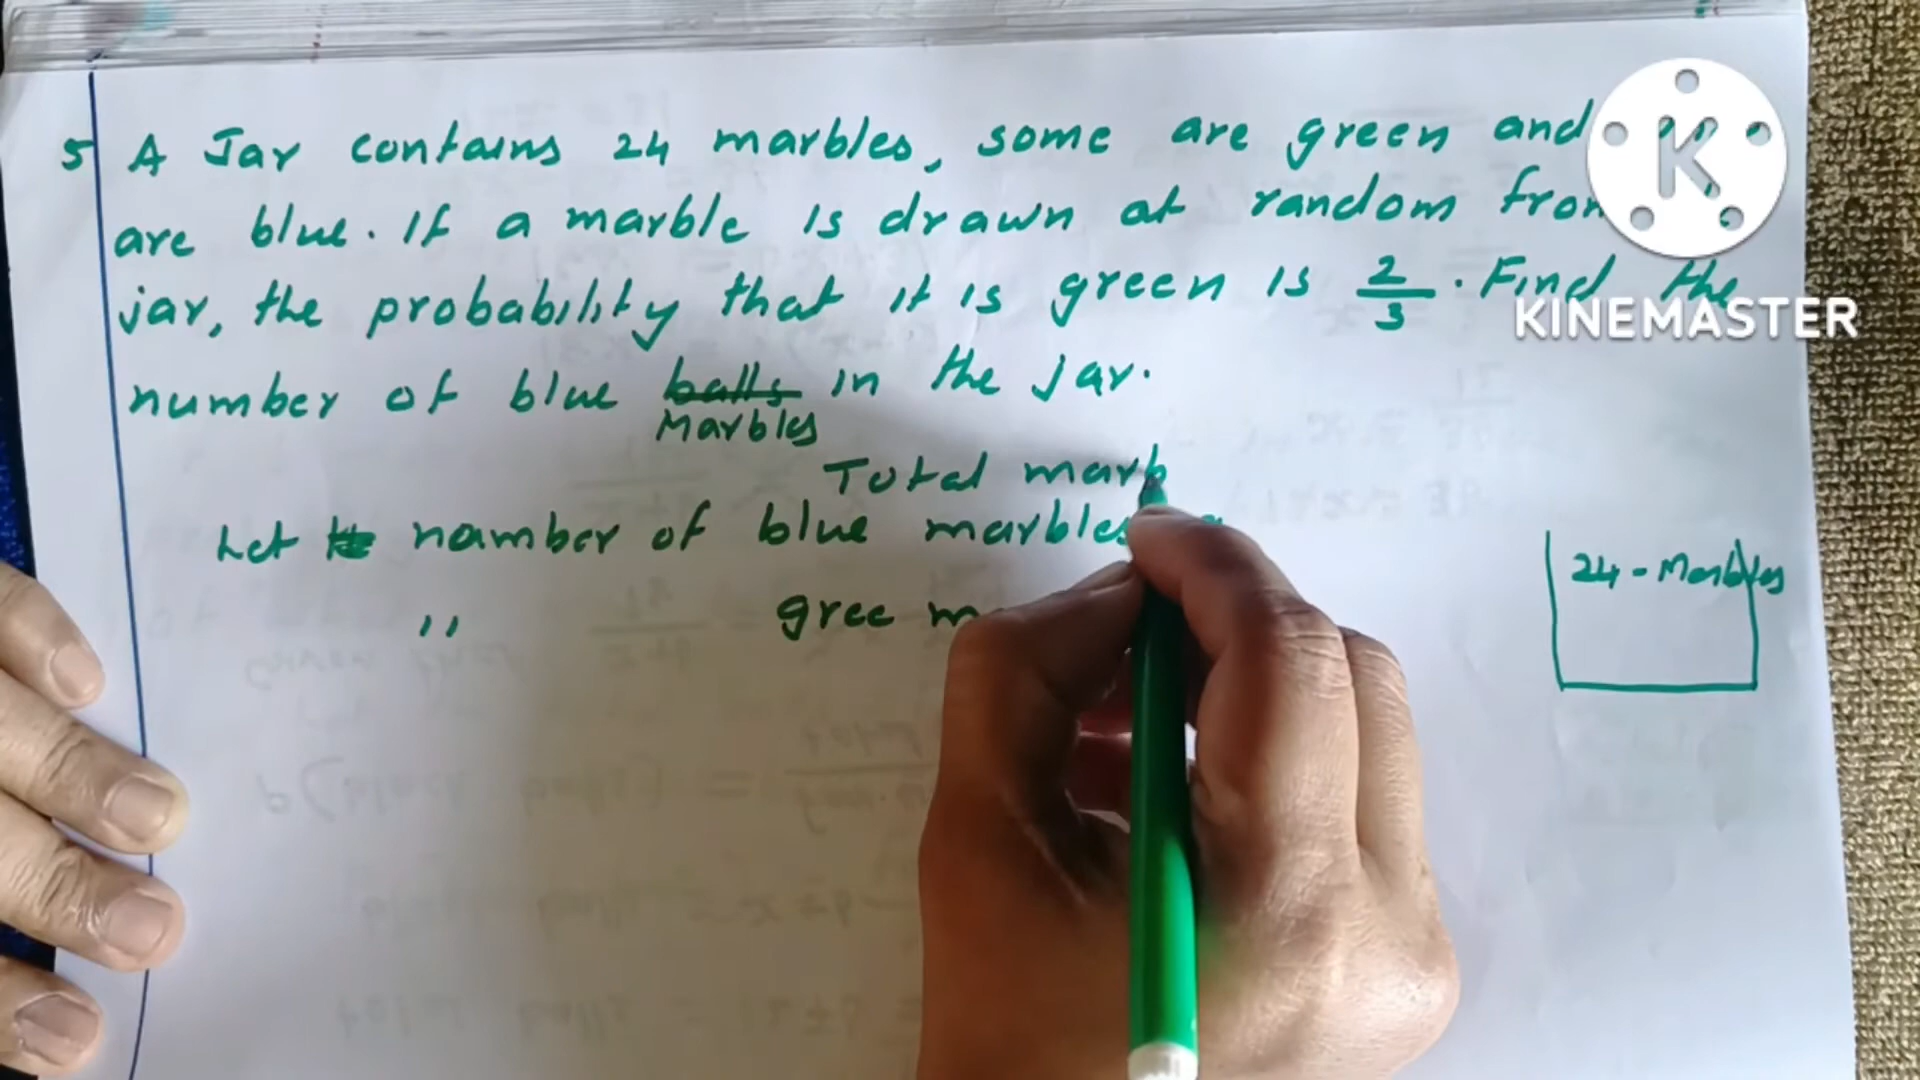 5 A Jar contains 24 marbles, some are green and
are blue. If a marble is drawn at random from
jar, the probability that it is green is 2/3. Find the
KINEMASTER
number of blue balls in the jar.
Marbles
Total marb
Let number of blue marbles
24 - Marbles
" gree m